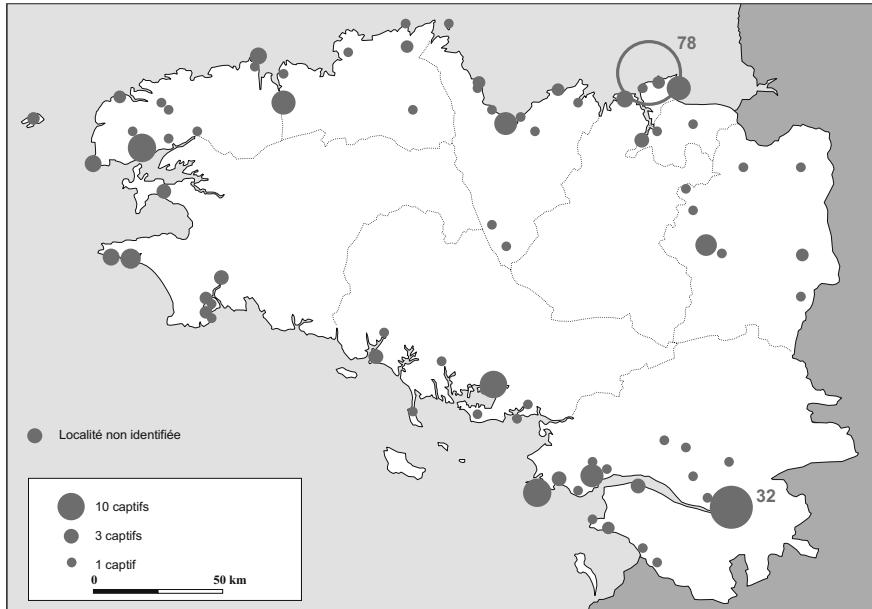 78
Localité non identifiée
10 captifs
3 captifs
1 captif
0 50 km
32